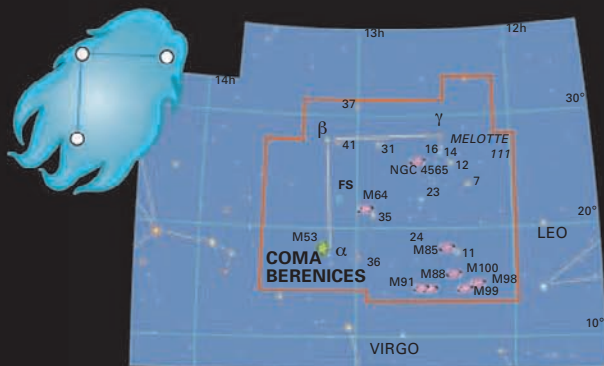 13h
12h
14h
37
30°
β
γ
41
31
16
14
MELOTTE
111
NGC 4565
12
FS
7
M64
23
35
20°
M53
α
24
LEO
M85
11
COMA
BERENICES
36
M88
M100
M98
M91
M99
10°
VIRGO